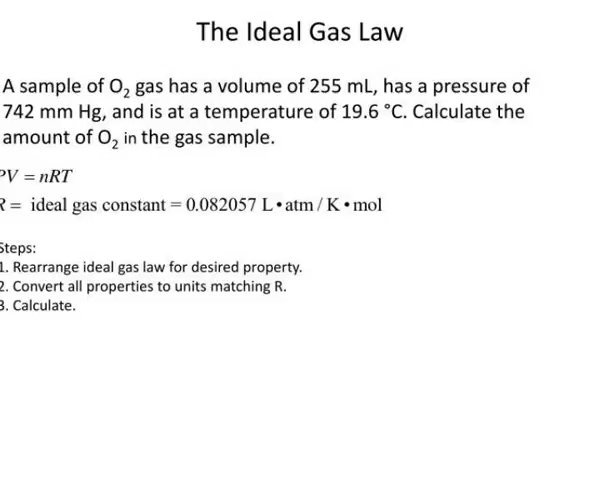 The Ideal Gas Law
A sample of O₂ gas has a volume of 255 mL, has a pressure of
742 mm Hg, and is at a temperature of 19.6 °C. Calculate the
amount of O₂ in the gas sample.
PV = nRT
R = ideal gas constant = 0.082057 L•atm / K•mol
Steps:
1. Rearrange ideal gas law for desired property.
2. Convert all properties to units matching R.
3. Calculate.